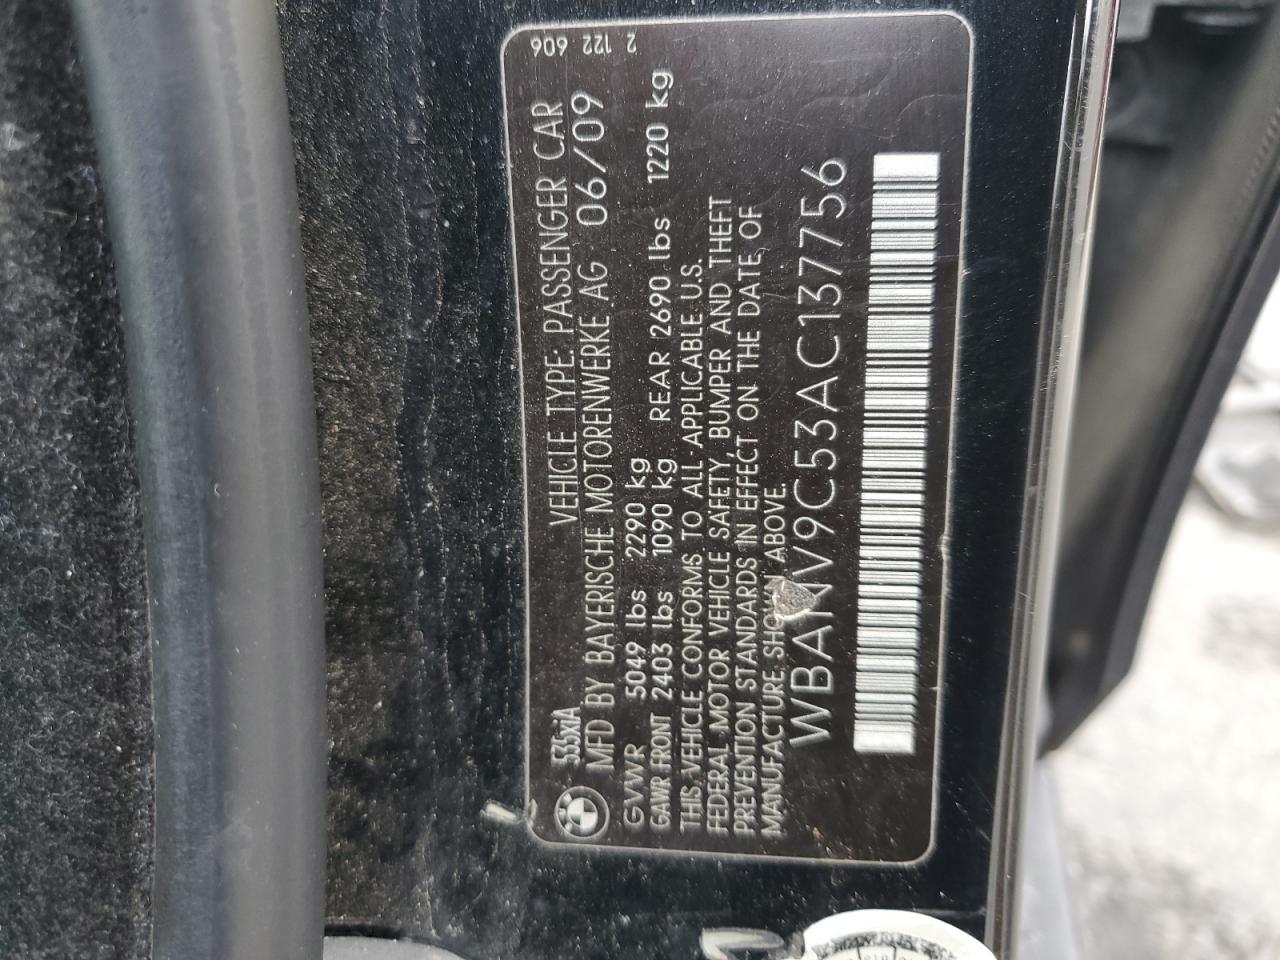 2 122 606
535xiA VEHICLE TYPE: PASSENGER CAR
MFD BY BAYERISCHE MOTORENWERKE AG 06/09
GVWR 5049 lbs 2290 kg
GAWR FRONT 2403 lbs 1090 kg REAR 2690 lbs 1220 kg
THIS VEHICLE CONFORMS TO ALL APPLICABLE U.S.
FEDERAL MOTOR VEHICLE SAFETY, BUMPER AND THEFT
PREVENTION STANDARDS IN EFFECT ON THE DATE OF
MANUFACTURE SHOWN ABOVE.
WBANV9C53AC137756